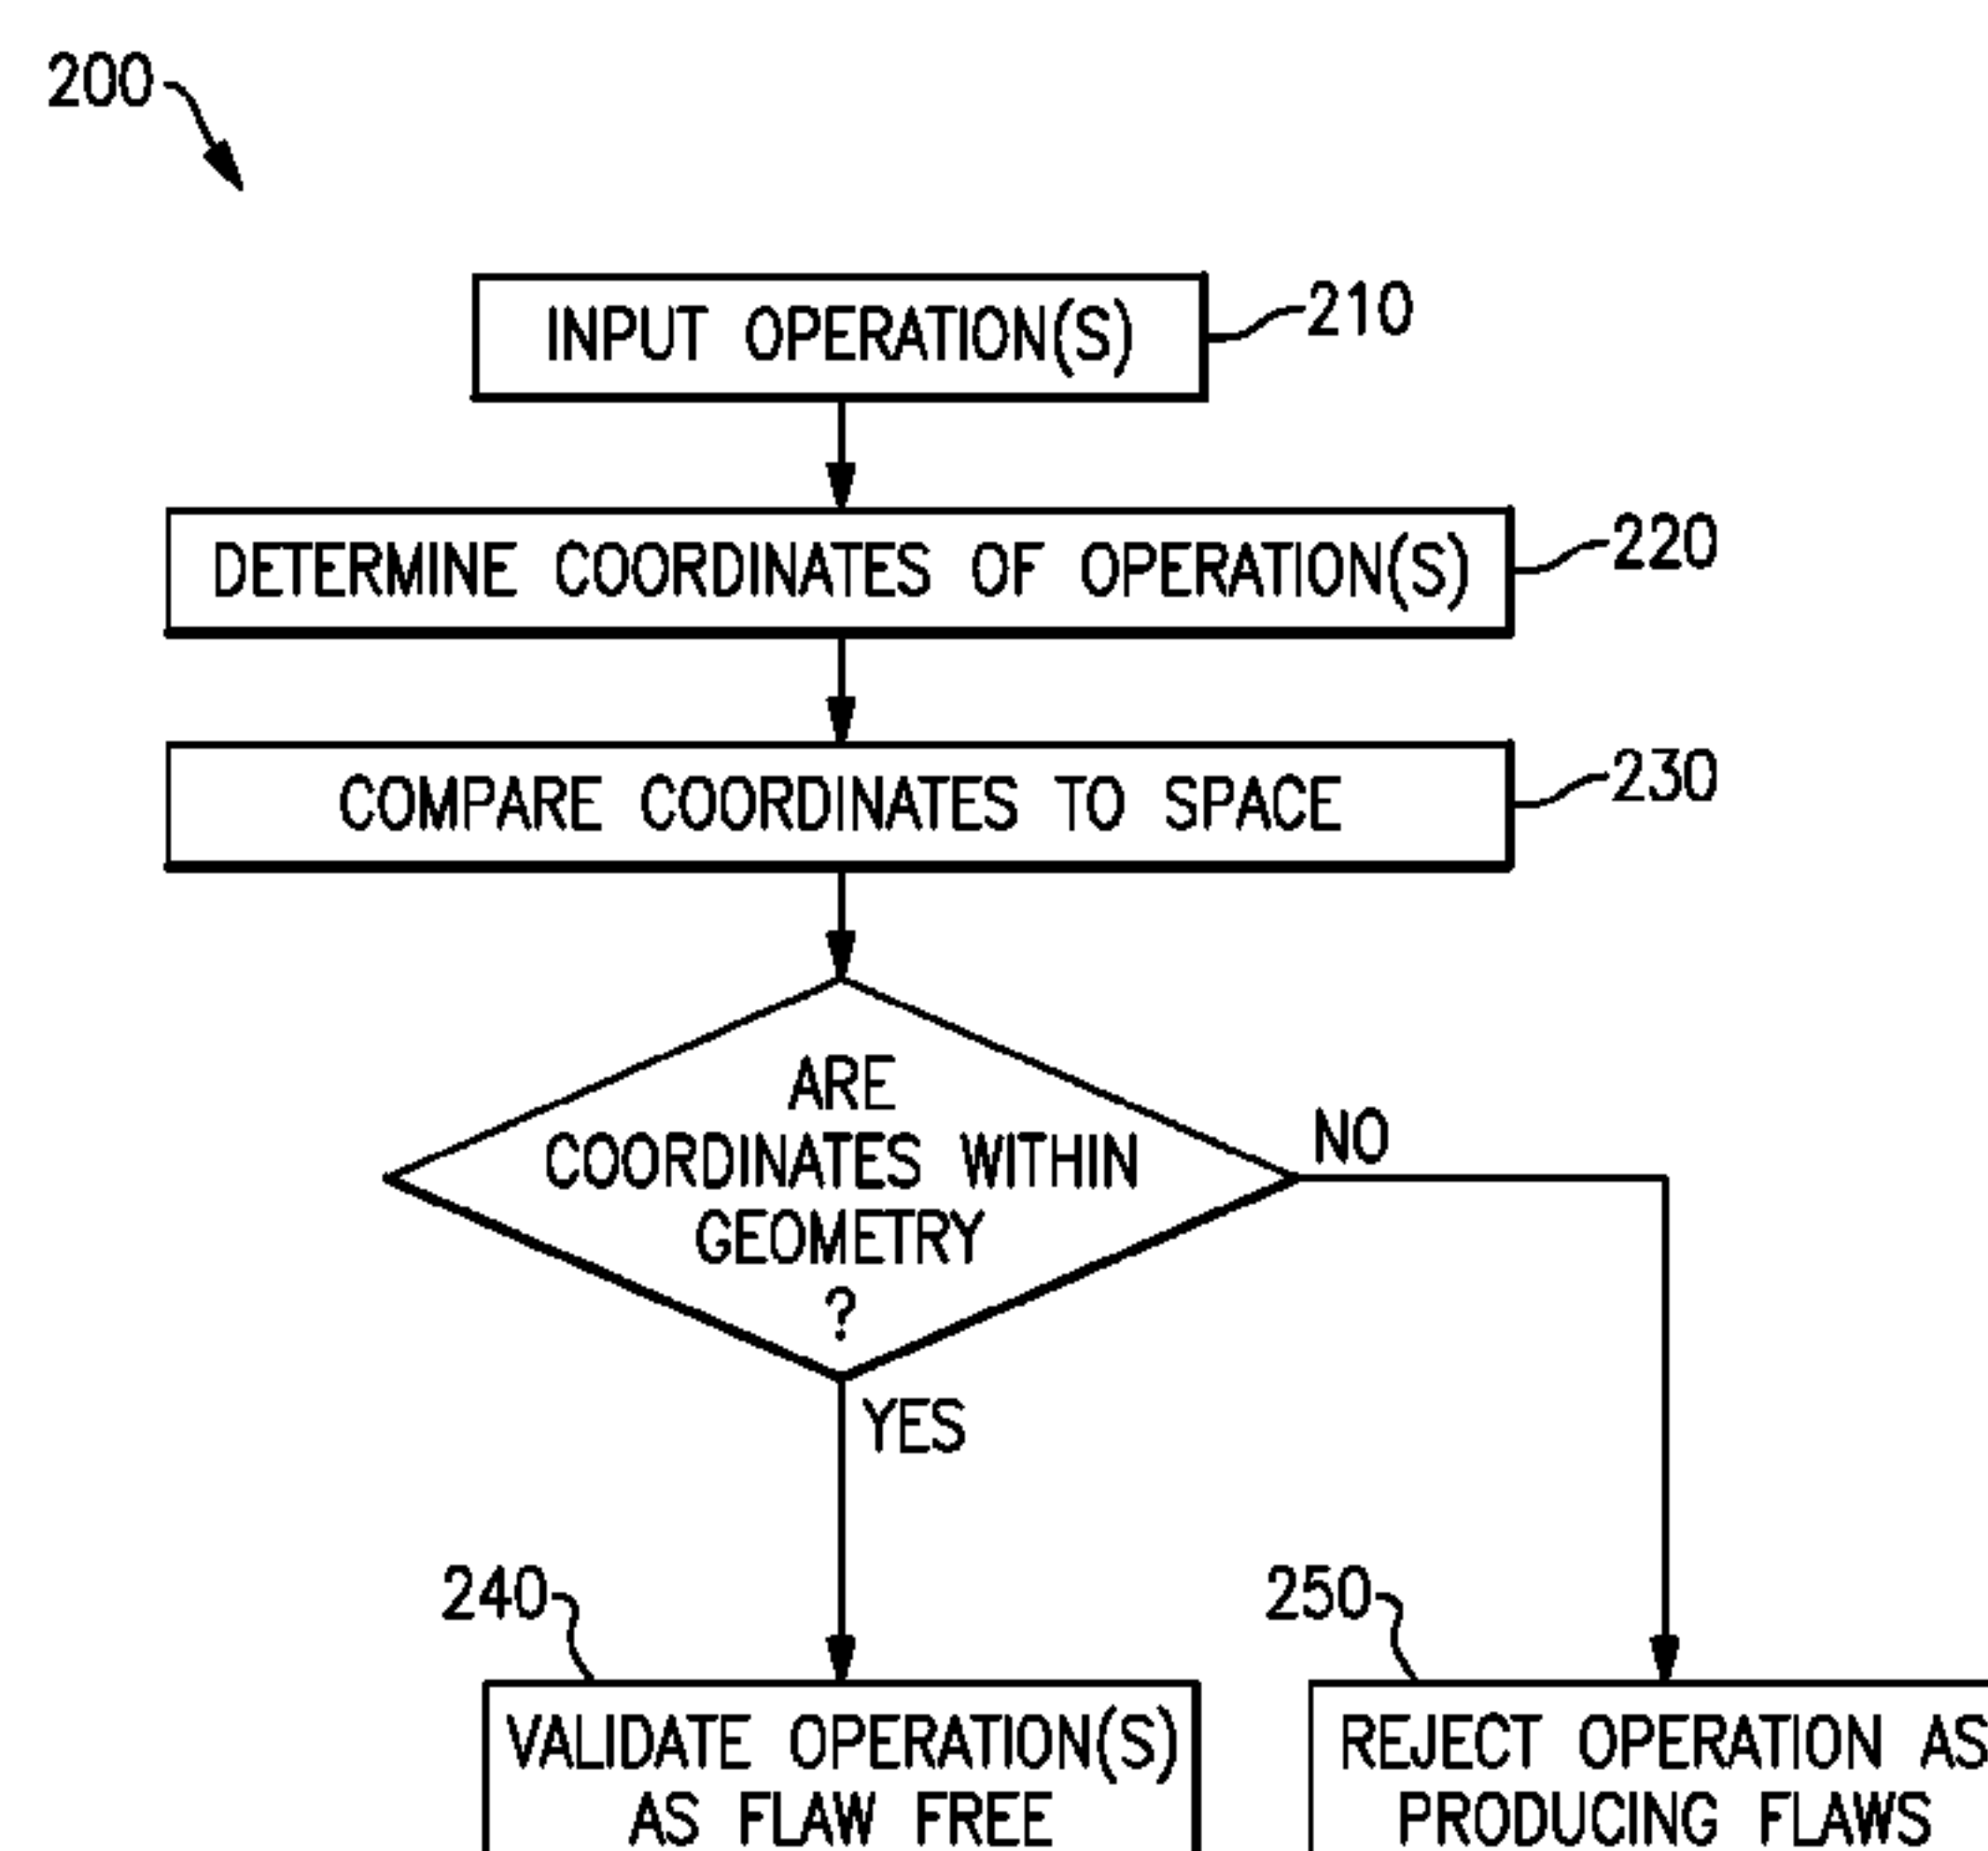 200
INPUT OPERATION(S)
210
DETERMINE COORDINATES OF OPERATION(S)
220
COMPARE COORDINATES TO SPACE
230
ARE
COORDINATES WITHIN
GEOMETRY
?
NO
YES
240
VALIDATE OPERATION(S)
AS FLAW FREE
250
REJECT OPERATION AS
PRODUCING FLAWS